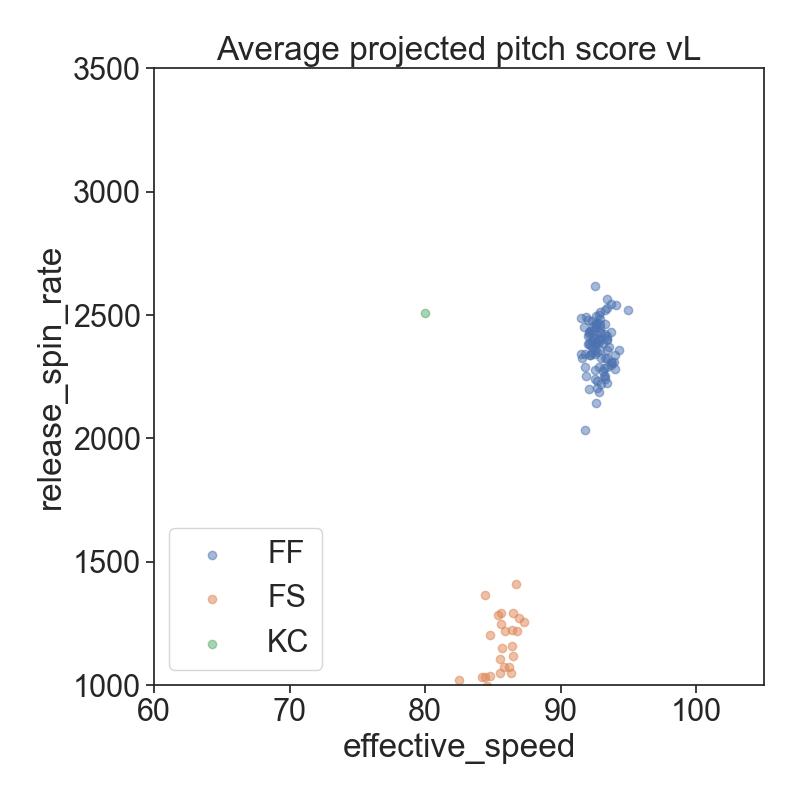 Average projected pitch score vL
3500
3000
2500
2000
1500
1000
release_spin_rate
FF
FS
KC
60 70 80 90 100
effective_speed